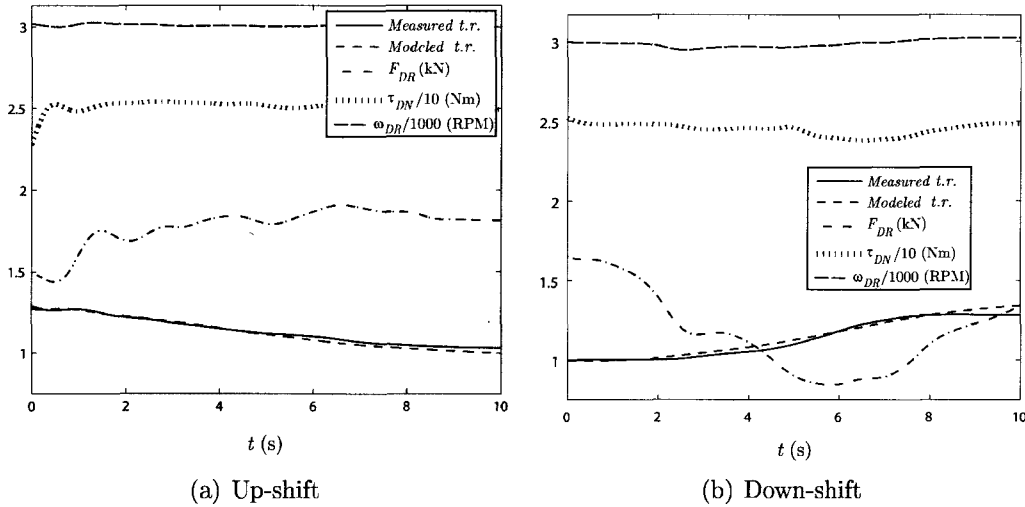 3
2.5
2
1.5
1
0 2 4 6 8 10
t (s)
Measured t.r.
Modeled t.r.
F_DR (kN)
τ_DN/10 (Nm)
ω_DR/1000 (RPM)
(a) Up-shift
3
2.5
2
1.5
1
0 2 4 6 8 10
t (s)
Measured t.r.
Modeled t.r.
F_DR (kN)
τ_DN/10 (Nm)
ω_DR/1000 (RPM)
(b) Down-shift